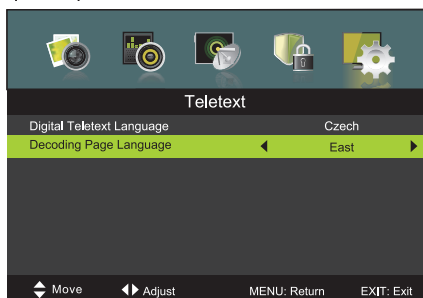 Teletext
Digital Teletext Language Czech
Decoding Page Language East
Move Adjust MENU: Return EXIT: Exit